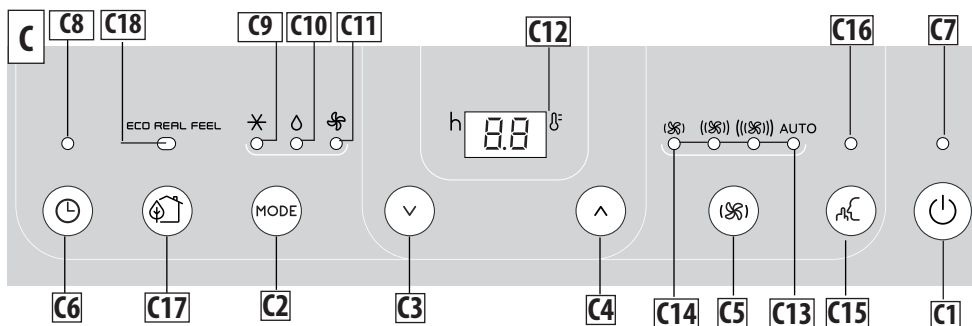 C
C8 C18 C9 C10 C11 C12 C16 C7
ECO REAL FEEL
h 8.8
AUTO
MODE
C6 C17 C2 C3 C4 C14 C5 C13 C15 C1